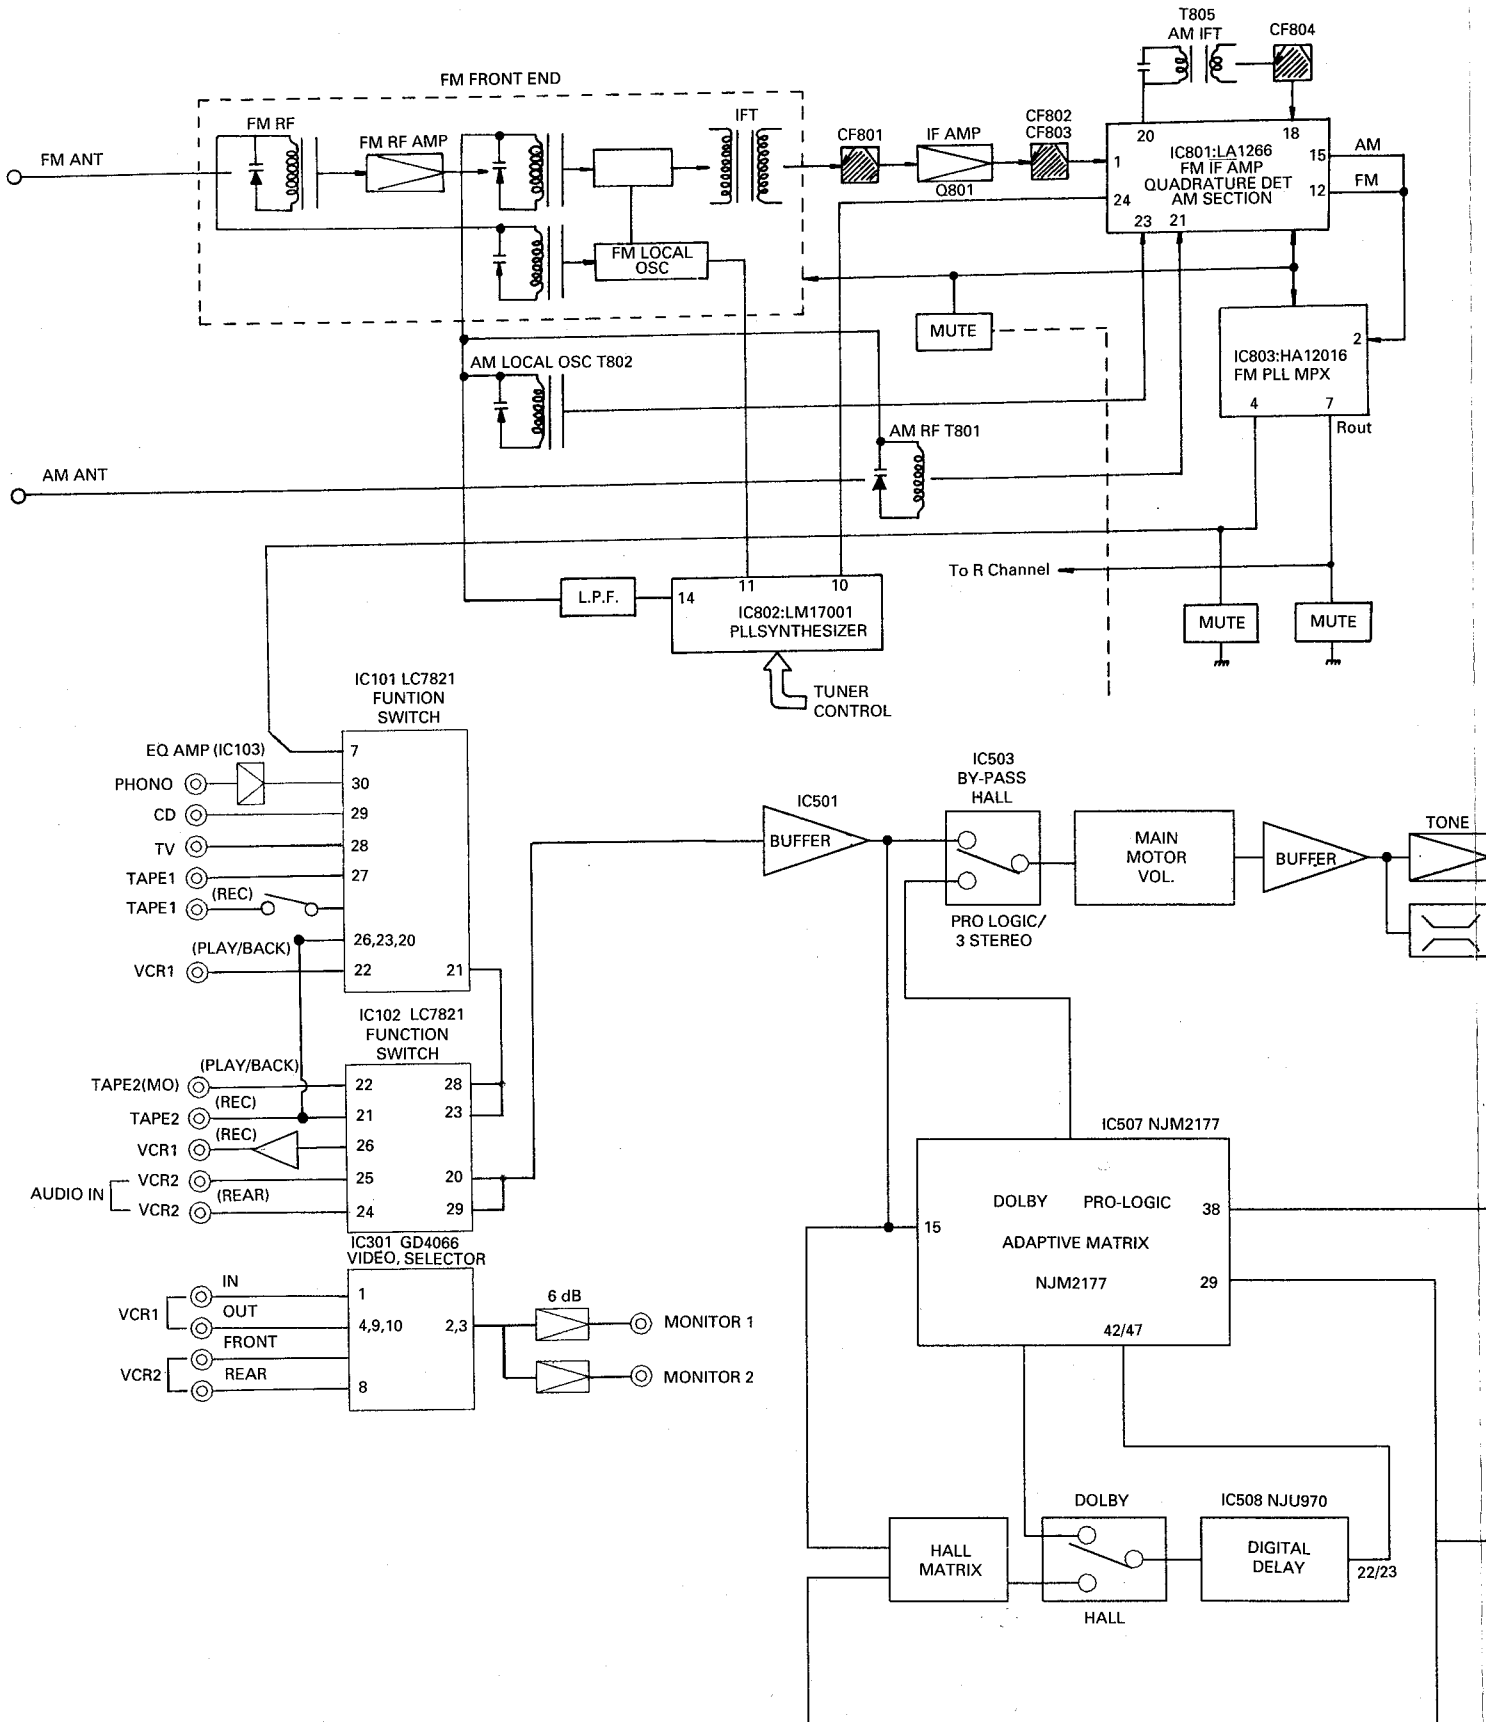 T805
AM IFT
CF804
FM FRONT END
FM RF
FM RF AMP
IFT
CF801
IF AMP
CF802
CF803
Q801
FM ANT
20
18
IC801:LA1266
FM IF AMP
QUADRATURE DET
AM SECTION
1
24
23
21
15
12
AM
FM
FM LOCAL
OSC
MUTE
IC803:HA12016
FM PLL MPX
2
4
7
Rout
AM LOCAL OSC T802
AM RF T801
AM ANT
To R Channel
MUTE
MUTE
L.P.F.
14
11
10
IC802:LM17001
PLLSYNTHESIZER
TUNER
CONTROL
IC101 LC7821
FUNTION
SWITCH
EQ AMP (IC103)
7
PHONO
30
CD
29
TV
28
TAPE1
27
TAPE1
(REC)
26,23,20
(PLAY/BACK)
VCR1
22
21
IC102 LC7821
FUNCTION
SWITCH
(PLAY/BACK)
TAPE2(MO)
22
28
(REC)
TAPE2
21
23
(REC)
VCR1
26
AUDIO IN
VCR2
25
20
(REAR)
VCR2
24
29
IC301 GD4066
VIDEO, SELECTOR
IN
VCR1
1
OUT
4,9,10
2,3
FRONT
VCR2
REAR
8
6 dB
MONITOR 1
MONITOR 2
IC501
BUFFER
IC503
BY-PASS
HALL
PRO LOGIC/
3 STEREO
MAIN
MOTOR
VOL.
BUFFER
TONE
IC507 NJM2177
15
DOLBY PRO-LOGIC
ADAPTIVE MATRIX
NJM2177
38
29
42/47
HALL
MATRIX
DOLBY
HALL
IC508 NJU970
DIGITAL
DELAY
22/23